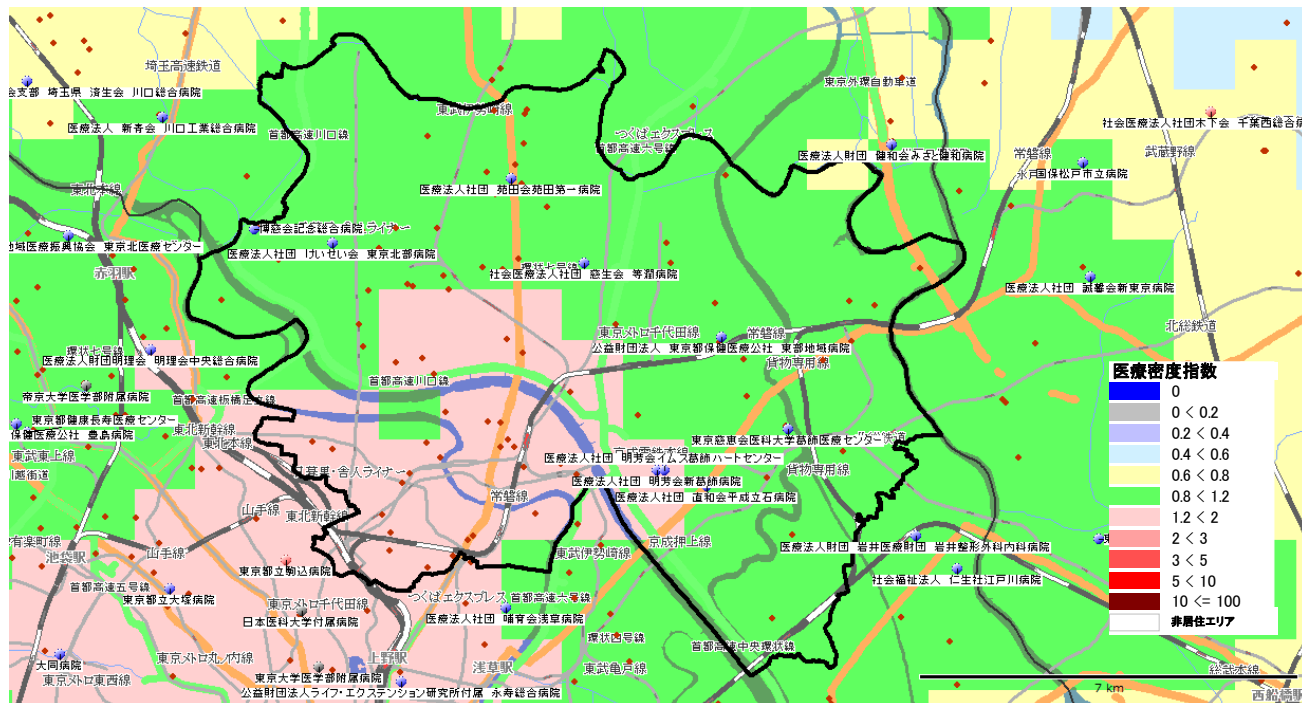 埼玉高速鉄道
会支部 埼玉県 済生会 川口総合病院
医療法人 新青会 川口工業総合病院
首都高速川口線
東武伊勢崎線
つくばエクスプレス
首都高速六号線
東京外環自動車道
医療法人財団 健和会みさと健和病院
社会医療法人社団木下会 千葉西総合病
常磐線
武蔵野線
国保松戸市立病院
東北本線
医療法人社団 苑田会苑田第一病院
博慈会記念総合病院
ライナー
地域医療振興協会 東京北医療センター
医療法人社団 けいせい会 東京北部病院
赤羽駅
環状七号線
社会医療法人社団 慈生会 等潤病院
医療法人社団 誠馨会新東京病院
北総鉄道
東京メトロ千代田線
常磐線
公益財団法人 東京都保健医療公社 東部地域病院
貨物専用線
環状七号線
医療法人財団明理会 明理会中央総合病院
首都高速川口線
帝京大学医学部附属病院
首都高速板橋足立線
東京都健康長寿医療センター
保健医療公社 豊島病院
東北新幹線
東北本線
東武東上線
川越街道
東京慈恵会医科大学葛飾医療センター
京成電鉄本線
医療法人社団 明芳会イムス葛飾ハートセンター
貨物専用線
日暮里・舎人ライナー
医療法人社団 明芳会新葛飾病院
常磐線
医療法人社団 直和会平成立石病院
山手線
東北新幹線
有楽町線
池袋駅
山手線
東武伊勢崎線
京成押上線
医療法人財団 岩井医療財団 岩井整形外科内科病院
東京都立駒込病院
社会福祉法人 仁生社江戸川病院
首都高速五号線
東京都立大塚病院
東京メトロ千代田線
つくばエクスプレス
首都高速六号線
日本医科大学付属病院
医療法人社団 哺育会浅草病院
環状四号線
首都高速中央環状線
大同病院
東京メトロ丸ノ内線
上野駅
浅草駅
東武亀戸線
東京メトロ東西線
東京大学医学部附属病院
公益財団法人ライフ・エクステンション研究所付属 永寿総合病院
総武本線
西船橋駅
医療密度指数
0
0 < 0.2
0.2 < 0.4
0.4 < 0.6
0.6 < 0.8
0.8 < 1.2
1.2 < 2
2 < 3
3 < 5
5 < 10
10 <= 100
非居住エリア
7 km